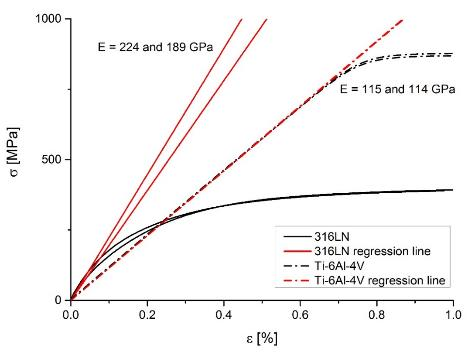 1000
E = 224 and 189 GPa
E = 115 and 114 GPa
σ [MPa]
500
316LN
316LN regression line
Ti-6Al-4V
Ti-6Al-4V regression line
0
0.0 0.2 0.4 0.6 0.8 1.0
ε [%]